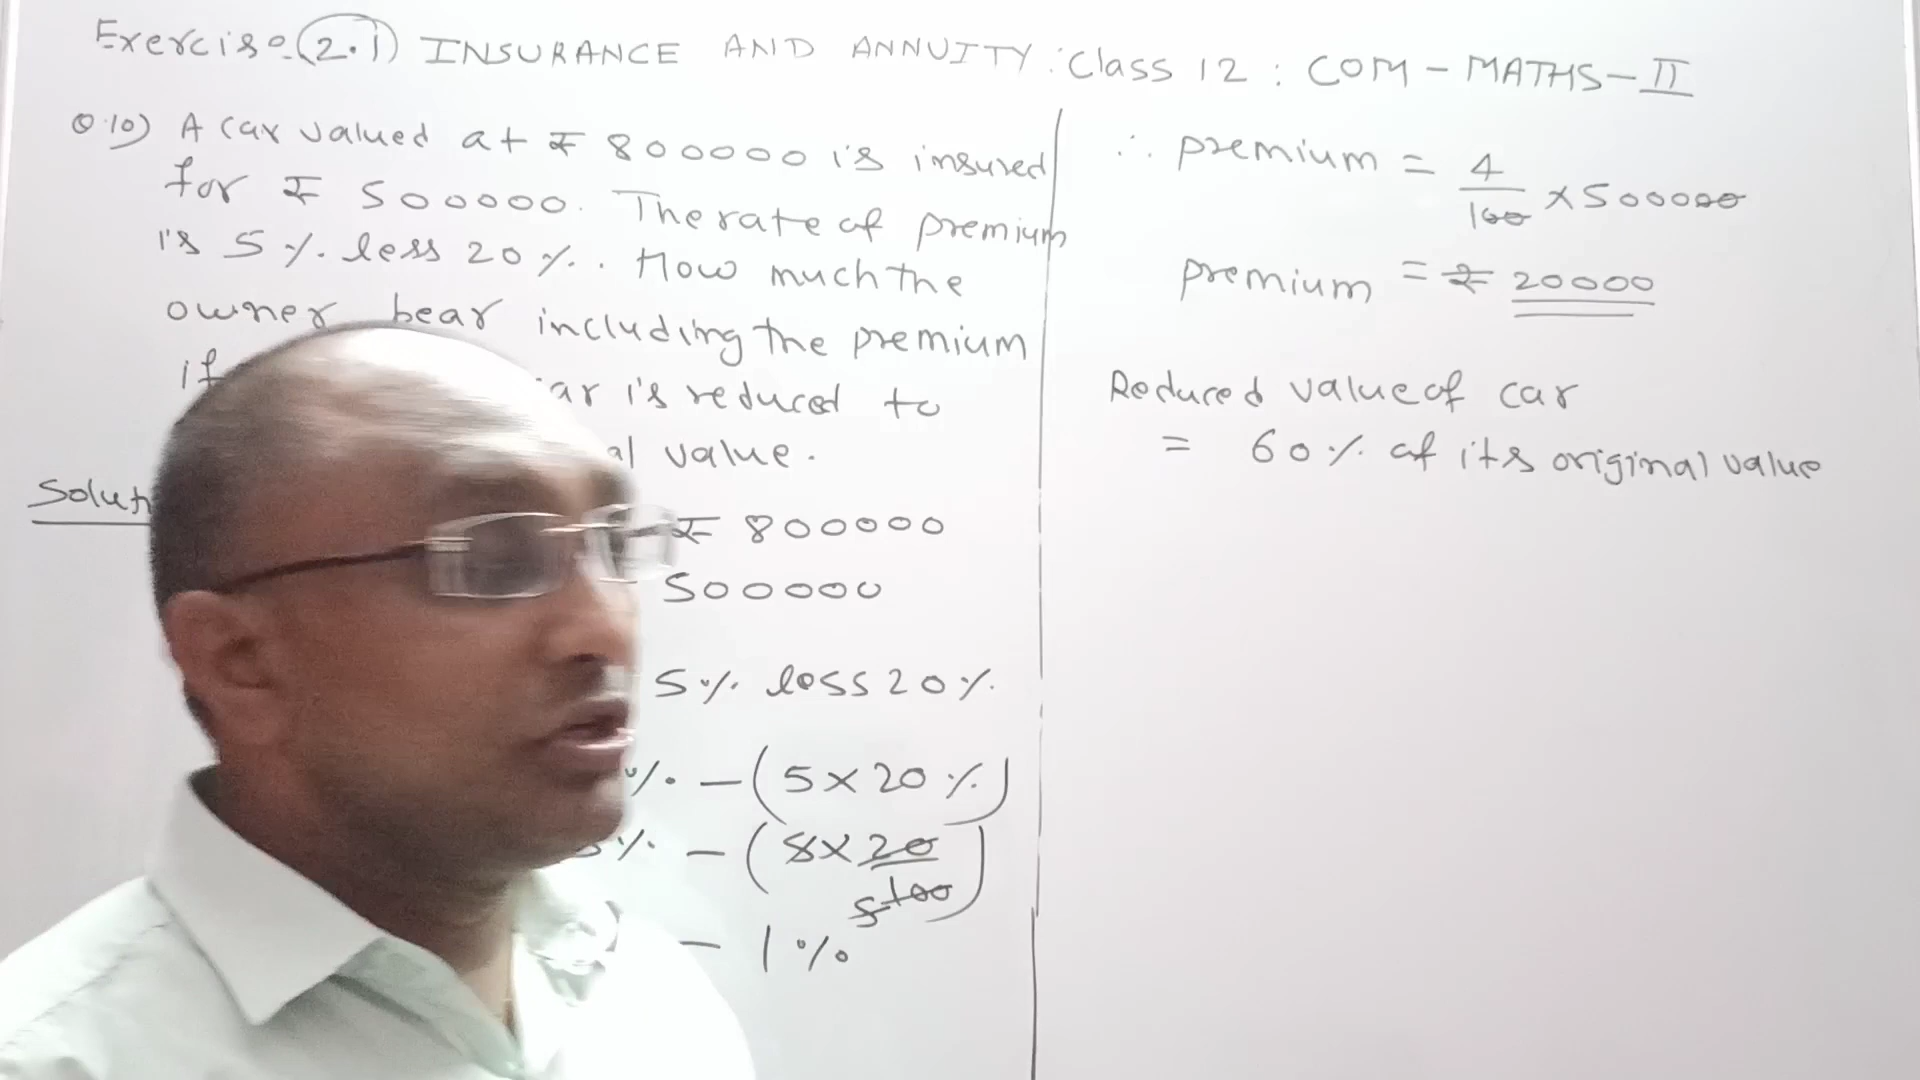 Exercise-(2.1) INSURANCE AND ANNUITY: Class 12: COM-MATHS-II
Q.10) A car valued at ₹ 800000 is insured
for ₹ 500000. The rate of premium
is 5%. less 20%. How much the
owner bear including the premium
if ar is reduced to
al value.
Solut
₹ 800000
500000
5% less 20%.
% - (5 x 20%)
5% - (5 x 20/100)
5
- 1%
∴ premium = 4/100 x 500000
premium = ₹ 20000
Reduced value of car
= 60% of its original value